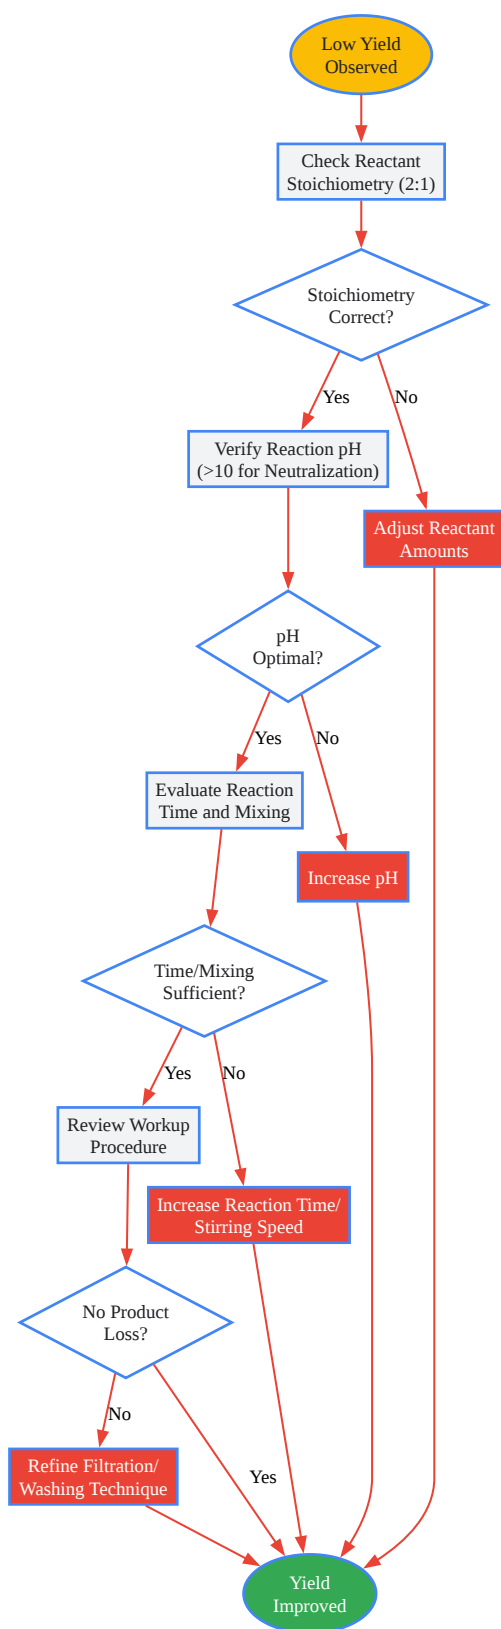 Low Yield
Observed
Check Reactant
Stoichiometry (2:1)
Stoichiometry
Correct?
Yes
No
Verify Reaction pH
(>10 for Neutralization)
Adjust Reactant
Amounts
pH
Optimal?
Yes
No
Evaluate Reaction
Time and Mixing
Increase pH
Time/Mixing
Sufficient?
Yes
No
Review Workup
Procedure
Increase Reaction Time/
Stirring Speed
No Product
Loss?
No
Yes
Refine Filtration/
Washing Technique
Yield
Improved